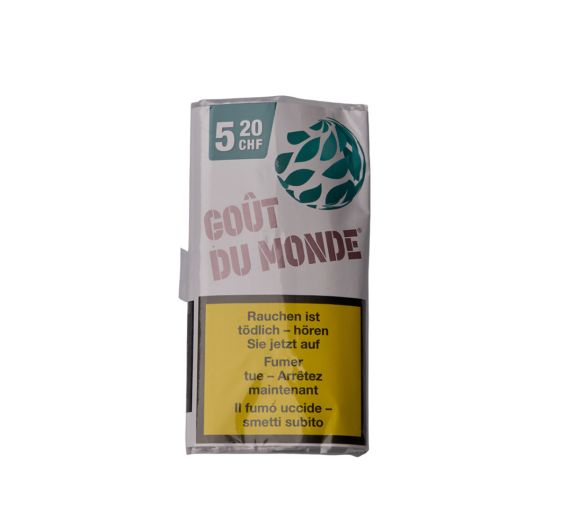 5 20
CHF
GOÛT
DU MONDE
Rauchen ist
tödlich – hören
Sie jetzt auf
Fumer
tue – Arrêtez
maintenant
Il fumo uccide –
smetti subito